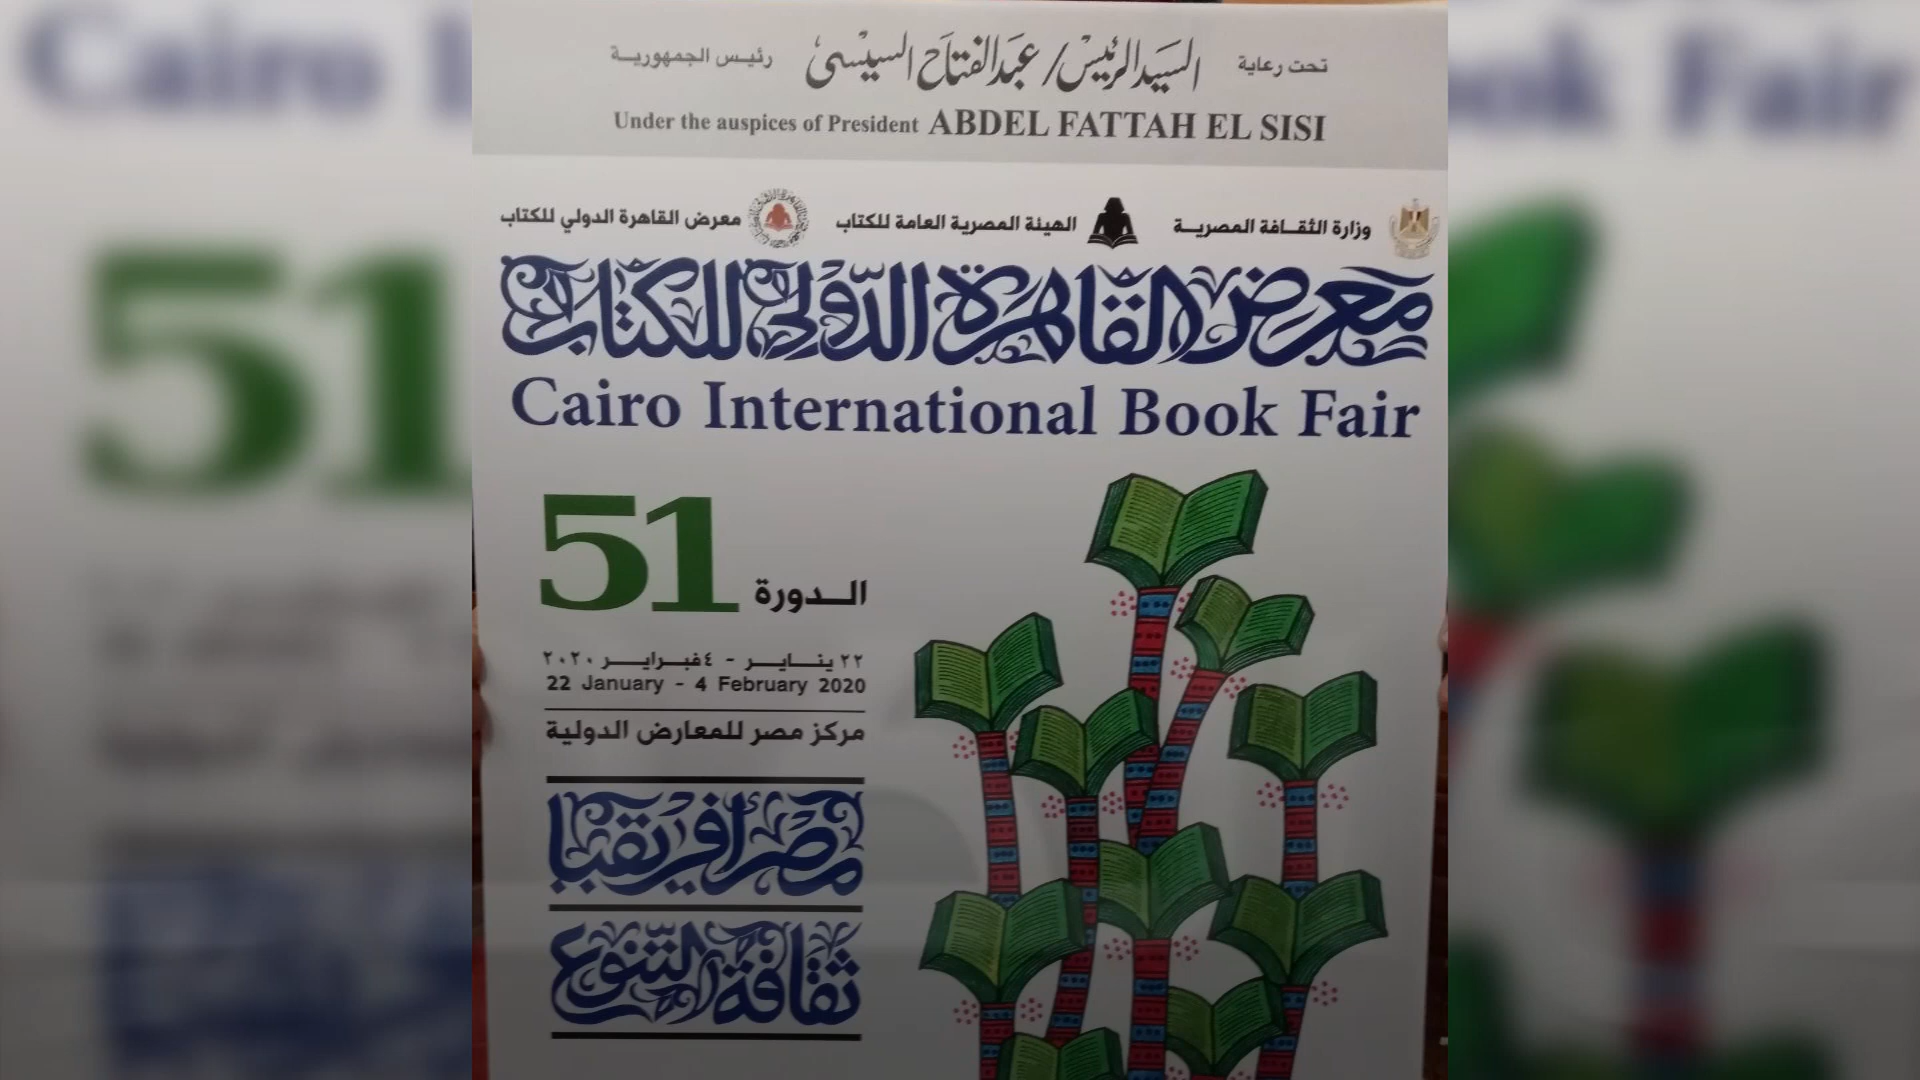 تحت رعاية السيد الرئيس/ عبد الفتاح السيسى رئيس الجمهورية
Under the auspices of President ABDEL FATTAH EL SISI
وزارة الثقافة المصرية الهيئة المصرية العامة للكتاب معرض القاهرة الدولي للكتاب
معرض القاهرة الدولي للكتاب
Cairo International Book Fair
الدورة 51
٢٢ يناير - ٤ فبراير ٢٠٢٠
22 January - 4 February 2020
مركز مصر للمعارض الدولية
مصر أفريقيا
ثقافة التنوع